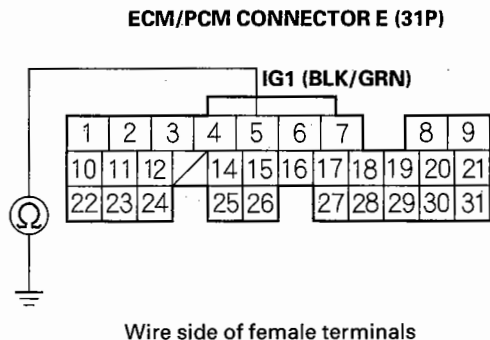 ECM/PCM CONNECTOR E (31P)
IG1 (BLK/GRN)
1 2 3 4 5 6 7 8 9
10 11 12 14 15 16 17 18 19 20 21
22 23 24 25 26 27 28 29 30 31
Ω
Wire side of female terminals